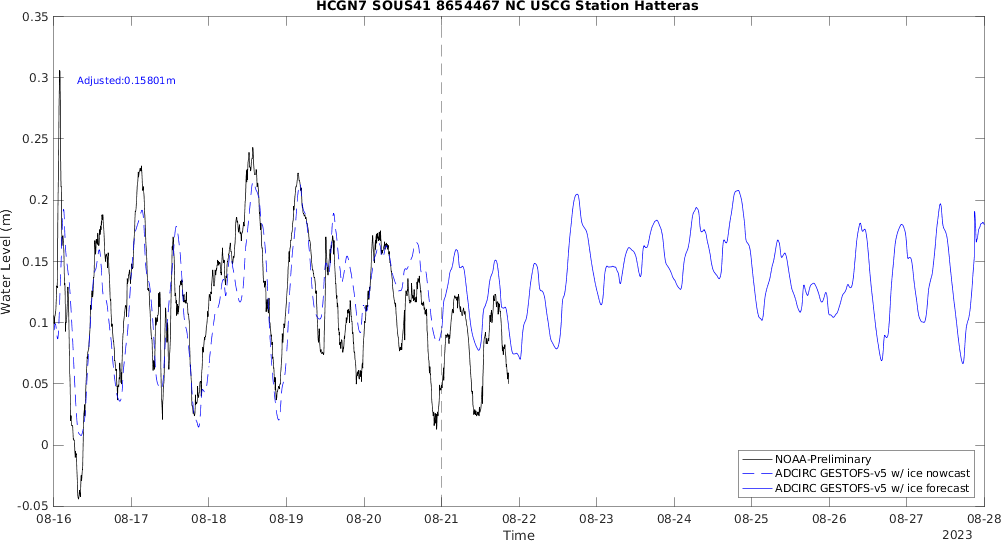 HCGN7 SOUS41 8654467 NC USCG Station Hatteras
0.35
0.3
0.25
0.2
0.15
0.1
0.05
0
-0.05
Water Level (m)
Adjusted:0.15801m
NOAA-Preliminary
ADCIRC GESTOFS-v5 w/ ice nowcast
ADCIRC GESTOFS-v5 w/ ice forecast
08-16 08-17 08-18 08-19 08-20 08-21 08-22 08-23 08-24 08-25 08-26 08-27 08-28
Time
2023